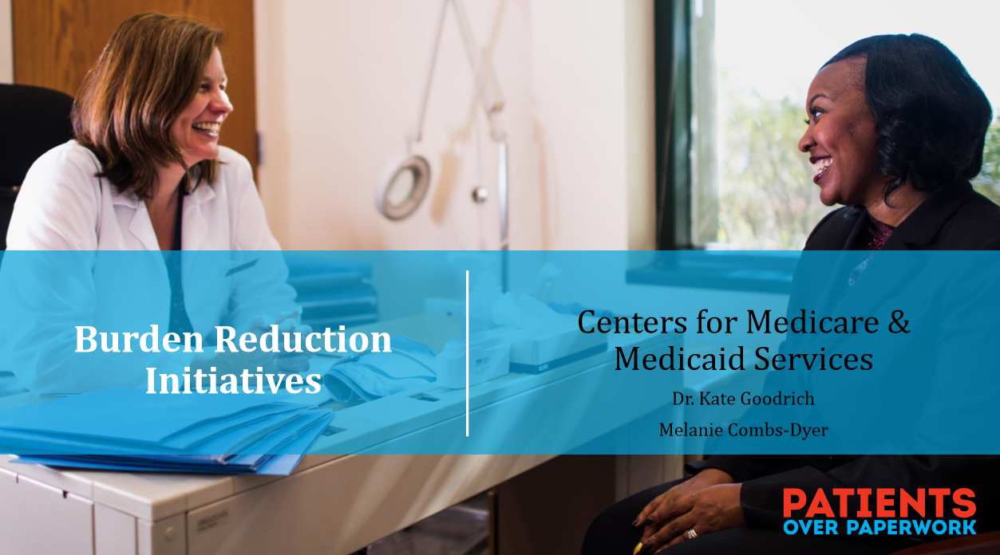 Burden Reduction
Initiatives
Centers for Medicare &
Medicaid Services
Dr. Kate Goodrich
Melanie Combs-Dyer
PATIENTS
OVER PAPERWORK